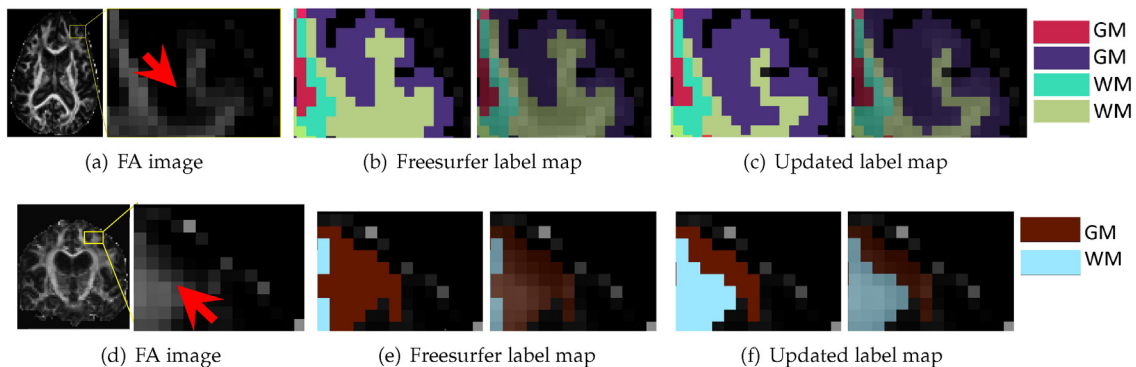 GM
GM
WM
WM
(a) FA image
(b) Freesurfer label map
(c) Updated label map
GM
WM
(d) FA image
(e) Freesurfer label map
(f) Updated label map